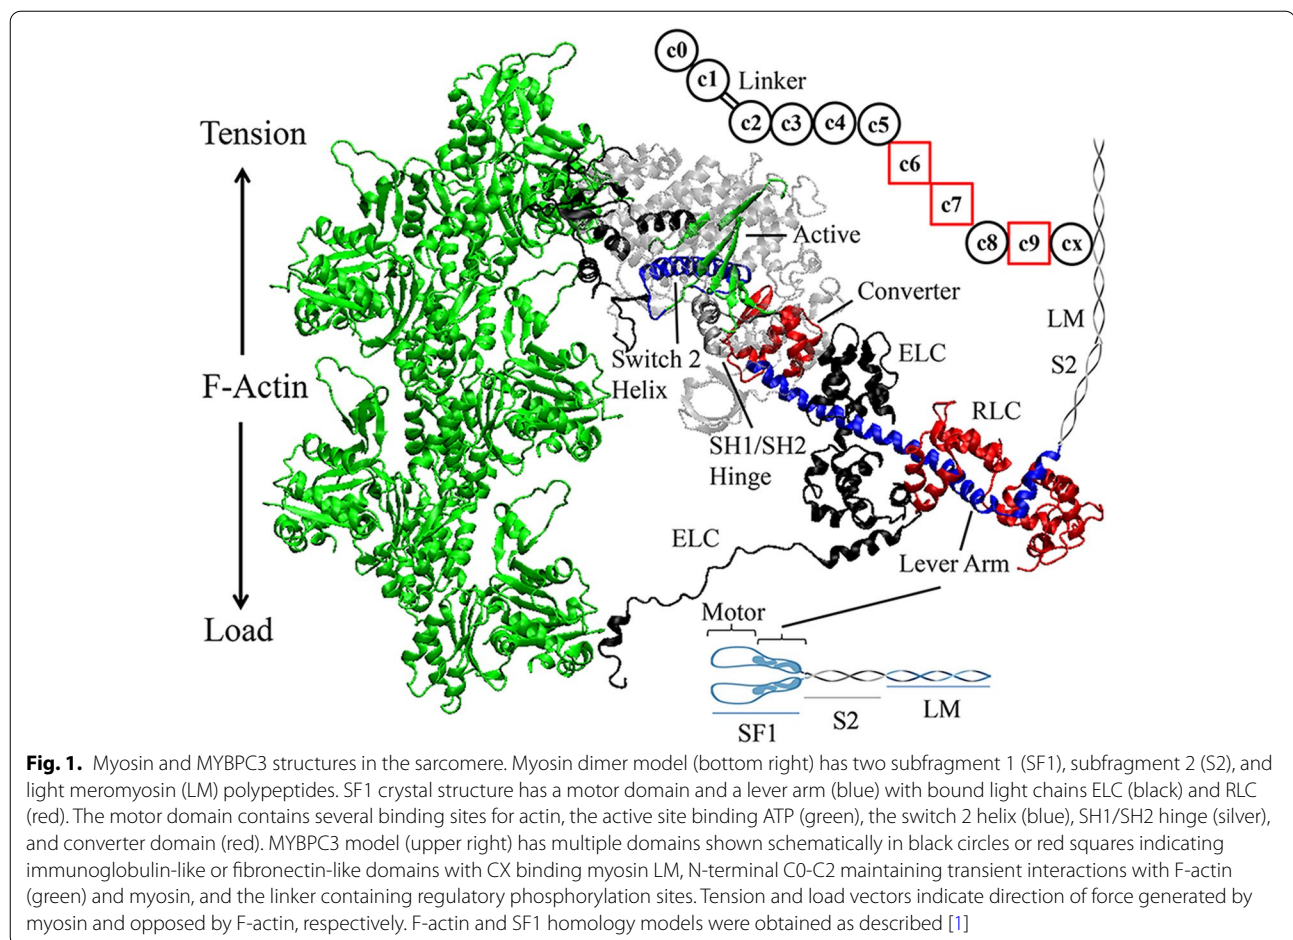 c0
c1
Linker
c2
c3
c4
c5
c6
c7
c8
c9
cx
Tension
F-Actin
Load
Active
Converter
Switch 2
Helix
SH1/SH2
Hinge
ELC
RLC
LM
S2
ELC
Lever Arm
Motor
SF1
S2
LM
Fig. 1. Myosin and MYBPC3 structures in the sarcomere. Myosin dimer model (bottom right) has two subfragment 1 (SF1), subfragment 2 (S2), and
light meromyosin (LM) polypeptides. SF1 crystal structure has a motor domain and a lever arm (blue) with bound light chains ELC (black) and RLC
(red). The motor domain contains several binding sites for actin, the active site binding ATP (green), the switch 2 helix (blue), SH1/SH2 hinge (silver),
and converter domain (red). MYBPC3 model (upper right) has multiple domains shown schematically in black circles or red squares indicating
immunoglobulin-like or fibronectin-like domains with CX binding myosin LM, N-terminal C0-C2 maintaining transient interactions with F-actin
(green) and myosin, and the linker containing regulatory phosphorylation sites. Tension and load vectors indicate direction of force generated by
myosin and opposed by F-actin, respectively. F-actin and SF1 homology models were obtained as described [1]